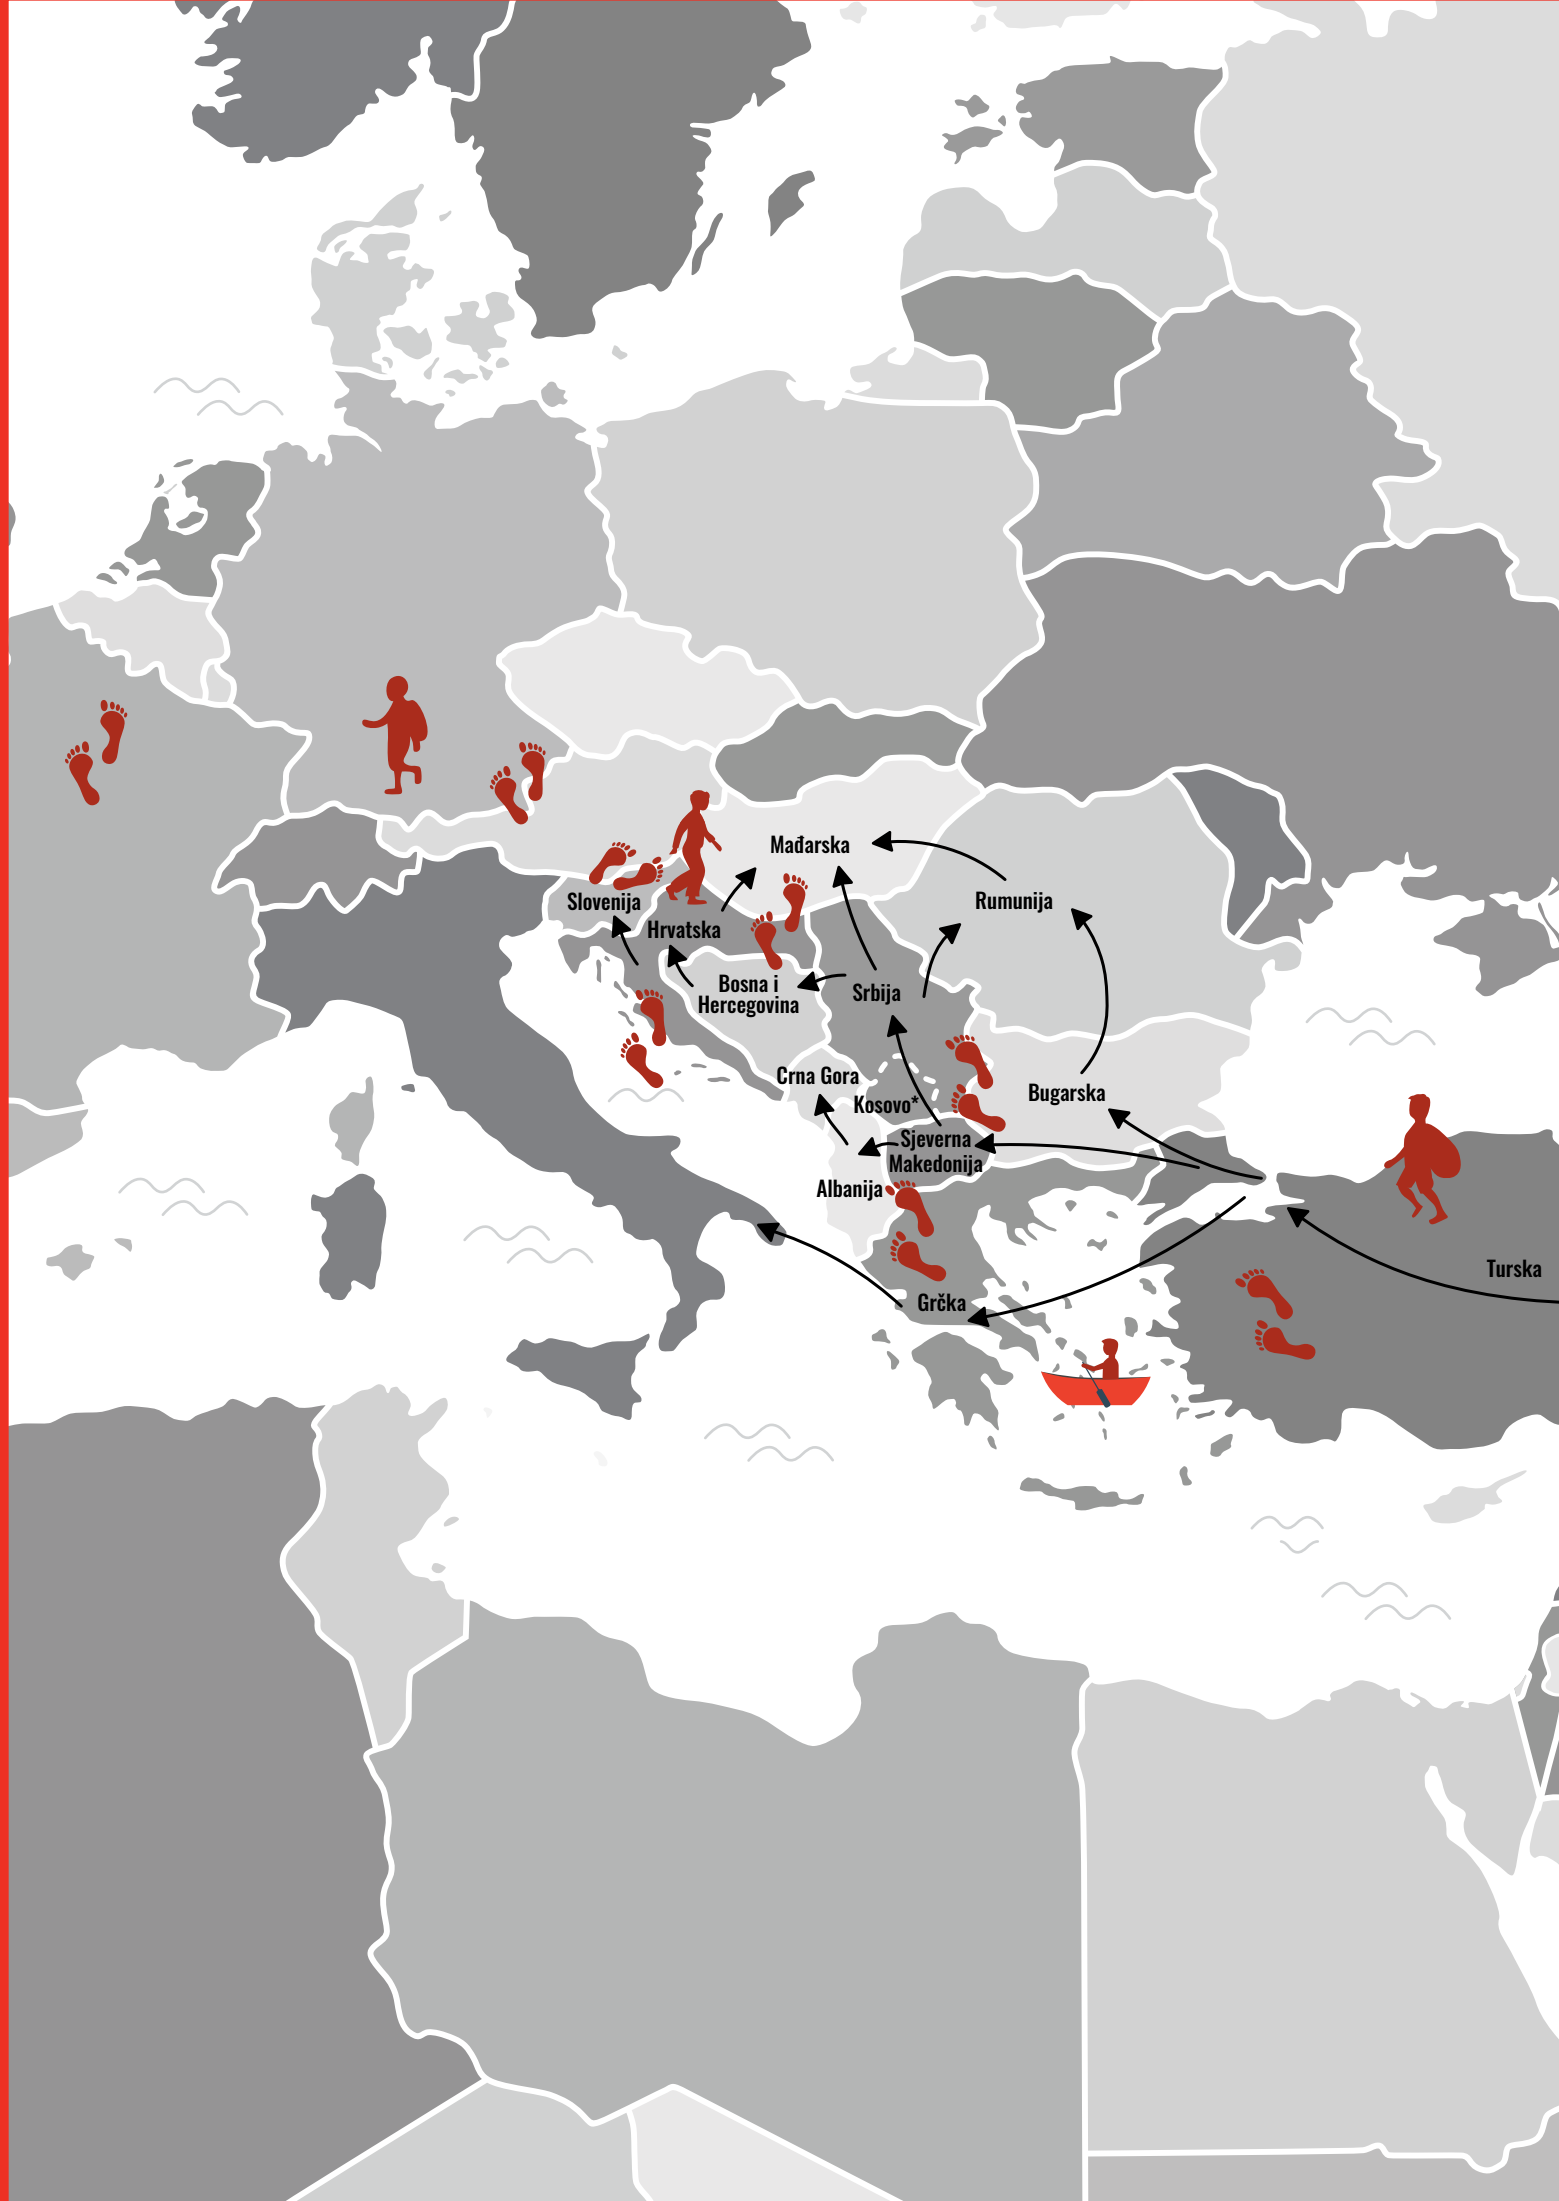 Mađarska
Rumunija
Slovenija
Hrvatska
Bosna i
Hercegovina
Srbija
Crna Gora
Kosovo*
Bugarska
Sjeverna
Makedonija
Albanija
Grčka
Turska